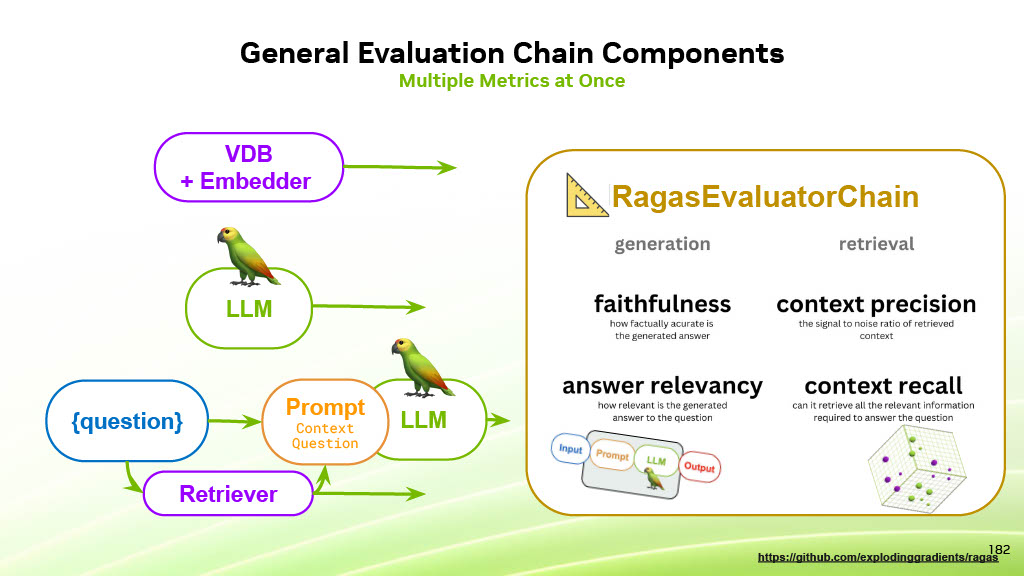 General Evaluation Chain Components
Multiple Metrics at Once
VDB
+ Embedder
LLM
{question}
Prompt
Context
Question
LLM
Retriever
RagasEvaluatorChain
generation
retrieval
faithfulness
how factually acurate is
the generated answer
context precision
the signal to noise ratio of retrieved
context
answer relevancy
how relevant is the generated
answer to the question
context recall
can it retrieve all the relevant information
required to answer the question
Input
Prompt
LLM
Output
182
https://github.com/explodinggradients/ragas